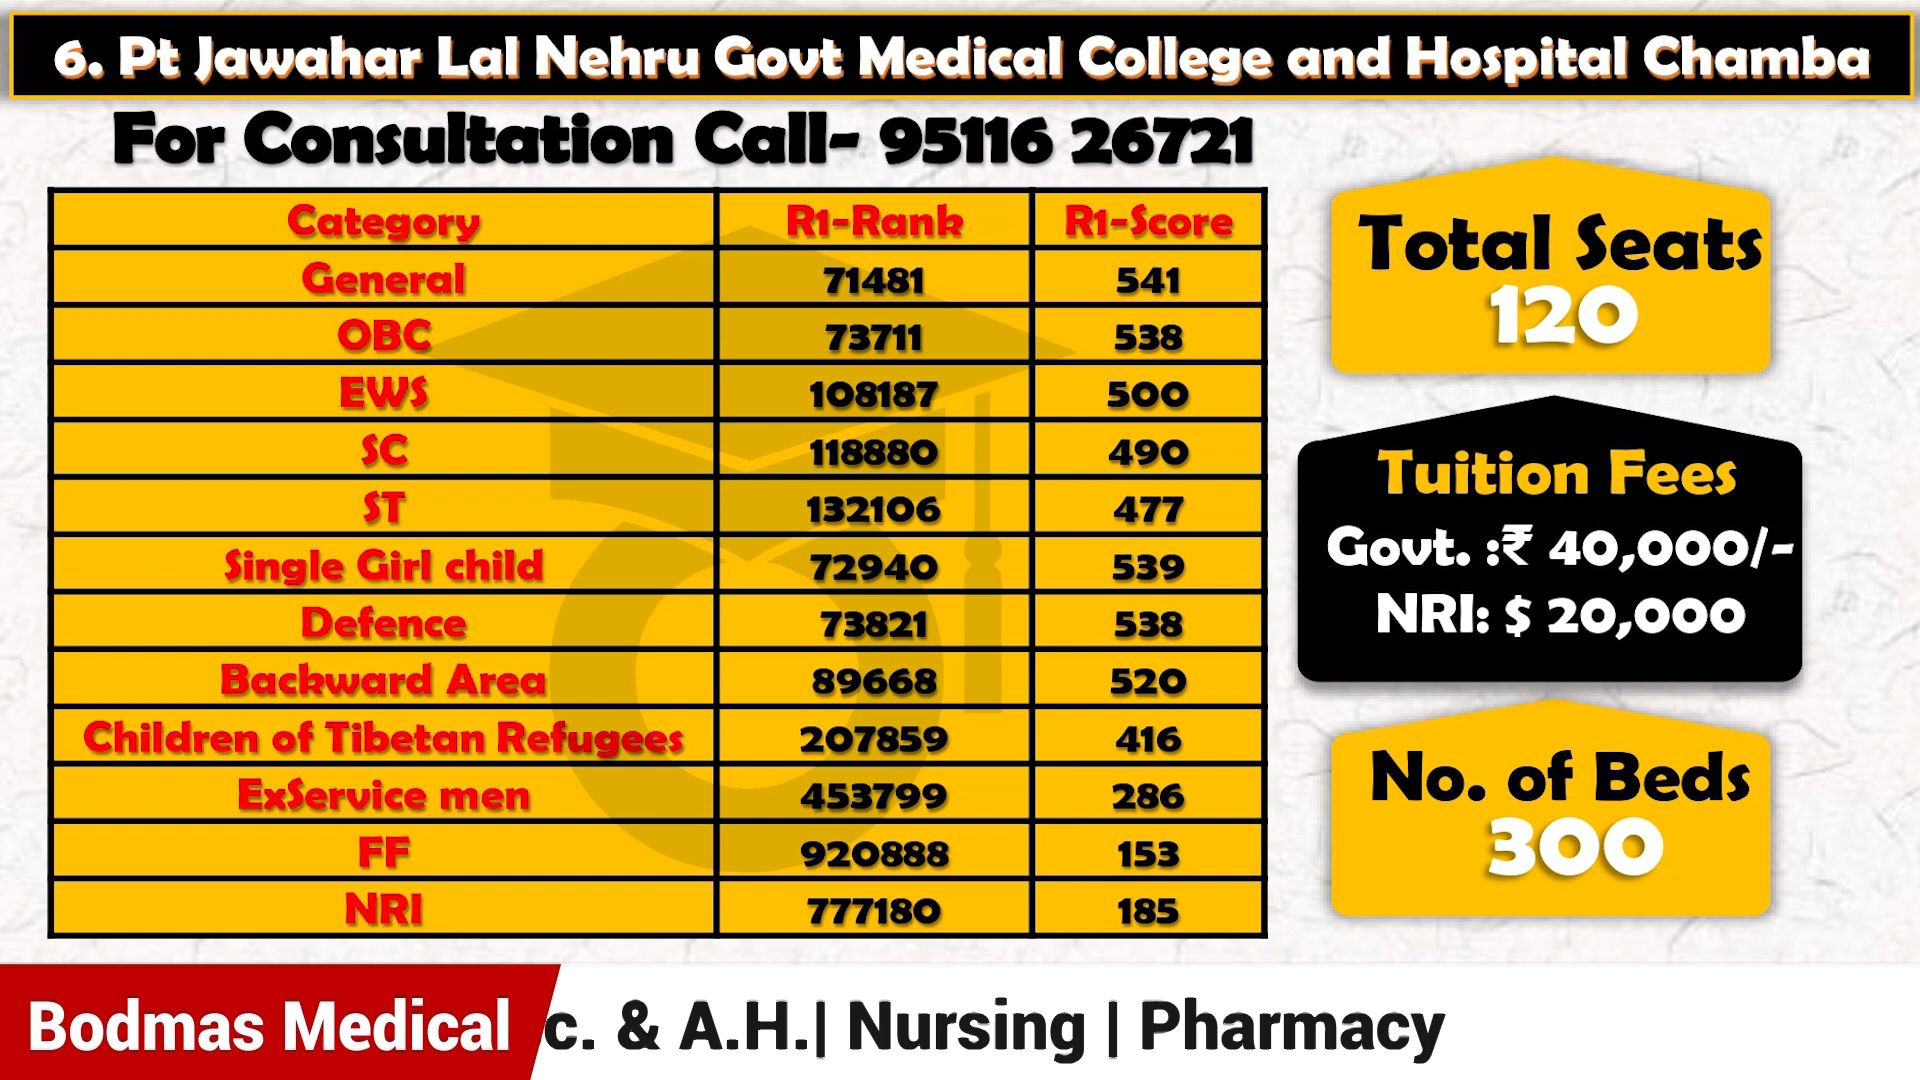 6. Pt Jawahar Lal Nehru Govt Medical College and Hospital Chamba
For Consultation Call- 95116 26721
Category R1-Rank R1-Score
General 71481 541
OBC 73711 538
EWS 108187 500
SC 118880 490
ST 132106 477
Single Girl child 72940 539
Defence 73821 538
Backward Area 89668 520
Children of Tibetan Refugees 207859 416
ExService men 453799 286
FF 920888 153
NRI 777180 185
Total Seats
120
Tuition Fees
Govt. :₹ 40,000/-
NRI: $ 20,000
No. of Beds
300
Bodmas Medical c. & A.H.| Nursing | Pharmacy